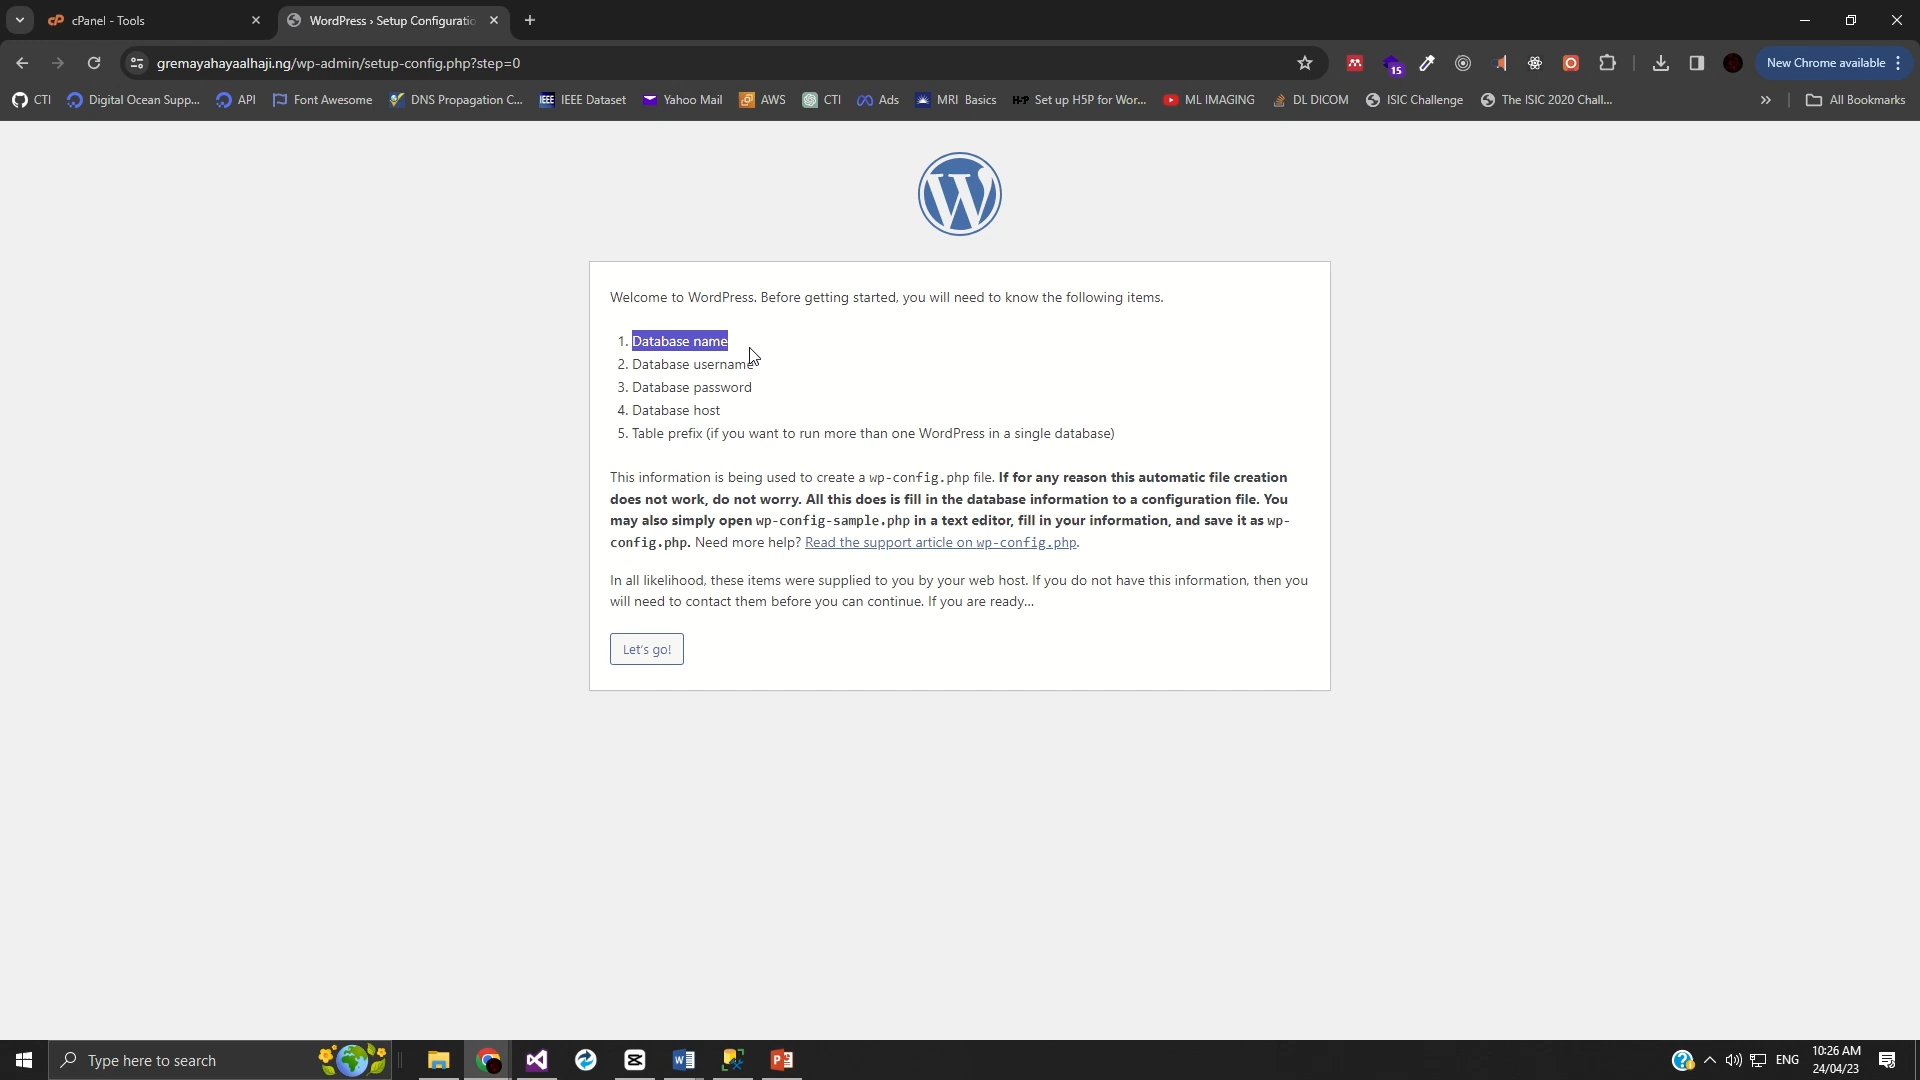 cPanel - Tools
WordPress › Setup Configuratio
gremayahayaalhaji.ng/wp-admin/setup-config.php?step=0
15
New Chrome available
CTI
Digital Ocean Supp...
API
Font Awesome
DNS Propagation C...
IEEE
IEEE Dataset
Yahoo Mail
AWS
CTI
Ads
MRI Basics
H-P
Set up H5P for Wor...
ML IMAGING
DL DICOM
ISIC Challenge
The ISIC 2020 Chall...
»
All Bookmarks
Welcome to WordPress. Before getting started, you will need to know the following items.
1. Database name
2. Database username
3. Database password
4. Database host
5. Table prefix (if you want to run more than one WordPress in a single database)
This information is being used to create a wp-config.php file. If for any reason this automatic file creation
does not work, do not worry. All this does is fill in the database information to a configuration file. You
may also simply open wp-config-sample.php in a text editor, fill in your information, and save it as wp-
config.php. Need more help? Read the support article on wp-config.php.
In all likelihood, these items were supplied to you by your web host. If you do not have this information, then you
will need to contact them before you can continue. If you are ready…
Let's go!
Type here to search
ENG
10:26 AM
24/04/23